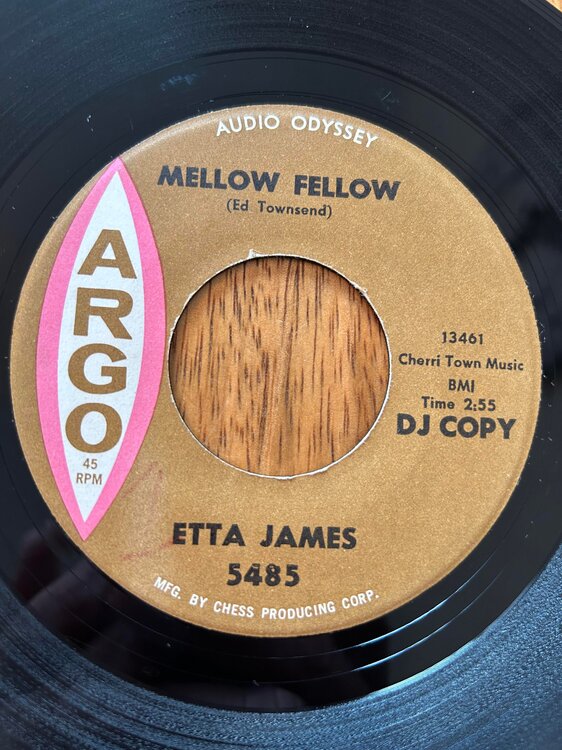 AUDIO ODYSSEY
MELLOW FELLOW
(Ed Townsend)
ARGO
45
RPM
13461
Cherri Town Music
BMI
Time 2:55
DJ COPY
ETTA JAMES
5485
MFG. BY CHESS PRODUCING CORP.